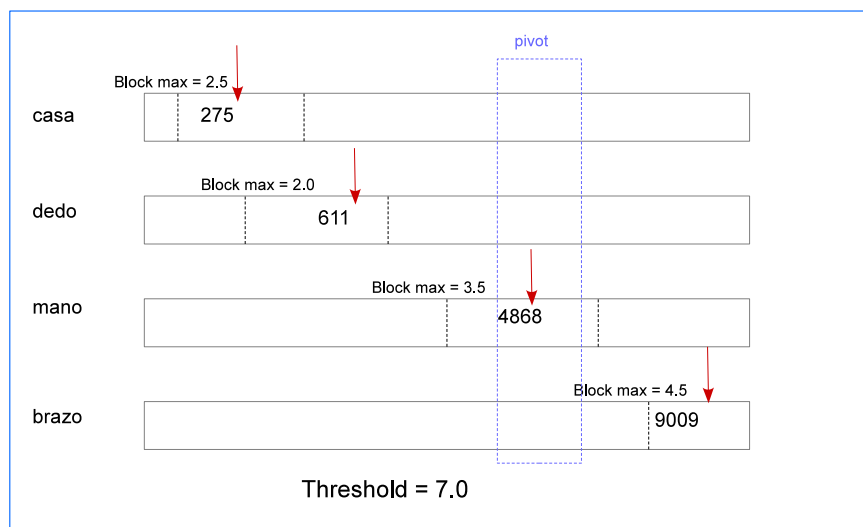 pivot
Block max = 2.5
casa
275
Block max = 2.0
dedo
611
Block max = 3.5
mano
4868
Block max = 4.5
brazo
9009
Threshold = 7.0